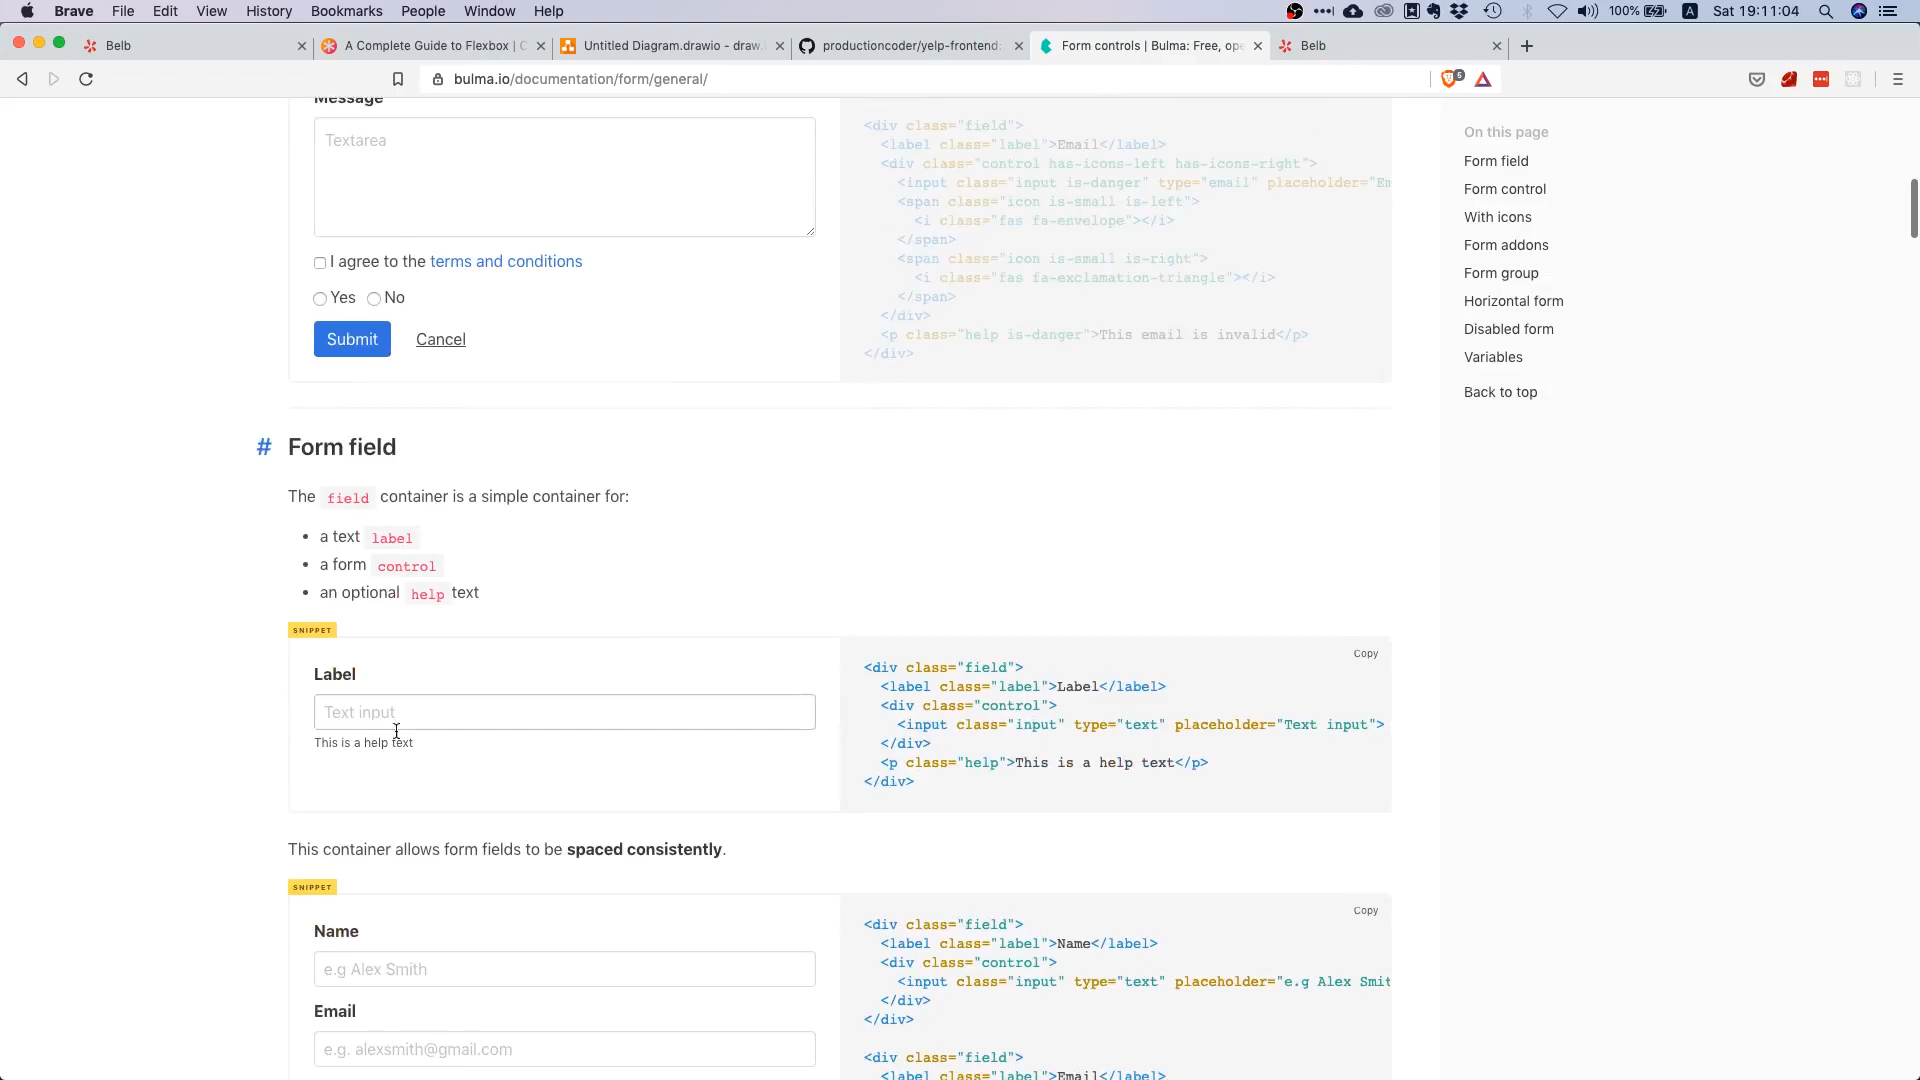 Brave File Edit View History Bookmarks People Window Help
100% A Sat 19:11:04
Belb
A Complete Guide to Flexbox | C
Untitled Diagram.drawio - draw.
productioncoder/yelp-frontend:
Form controls | Bulma: Free, ope
Belb
bulma.io/documentation/form/general/
5
Message
Textarea
I agree to the terms and conditions
Yes No
Submit Cancel
<div class="field">
<label class="label">Email</label>
<div class="control has-icons-left has-icons-right">
<input class="input is-danger" type="email" placeholder="Em
<span class="icon is-small is-left">
<i class="fas fa-envelope"></i>
</span>
<span class="icon is-small is-right">
<i class="fas fa-exclamation-triangle"></i>
</span>
</div>
<p class="help is-danger">This email is invalid</p>
</div>
On this page
Form field
Form control
With icons
Form addons
Form group
Horizontal form
Disabled form
Variables
Back to top
# Form field
The field container is a simple container for:
• a text label
• a form control
• an optional help text
SNIPPET
Label
Text input
This is a help text
Copy
<div class="field">
<label class="label">Label</label>
<div class="control">
<input class="input" type="text" placeholder="Text input">
</div>
<p class="help">This is a help text</p>
</div>
This container allows form fields to be spaced consistently.
SNIPPET
Name
e.g Alex Smith
Email
e.g. alexsmith@gmail.com
Copy
<div class="field">
<label class="label">Name</label>
<div class="control">
<input class="input" type="text" placeholder="e.g Alex Smit
</div>
</div>
<div class="field">
<label class="label">Email</label>